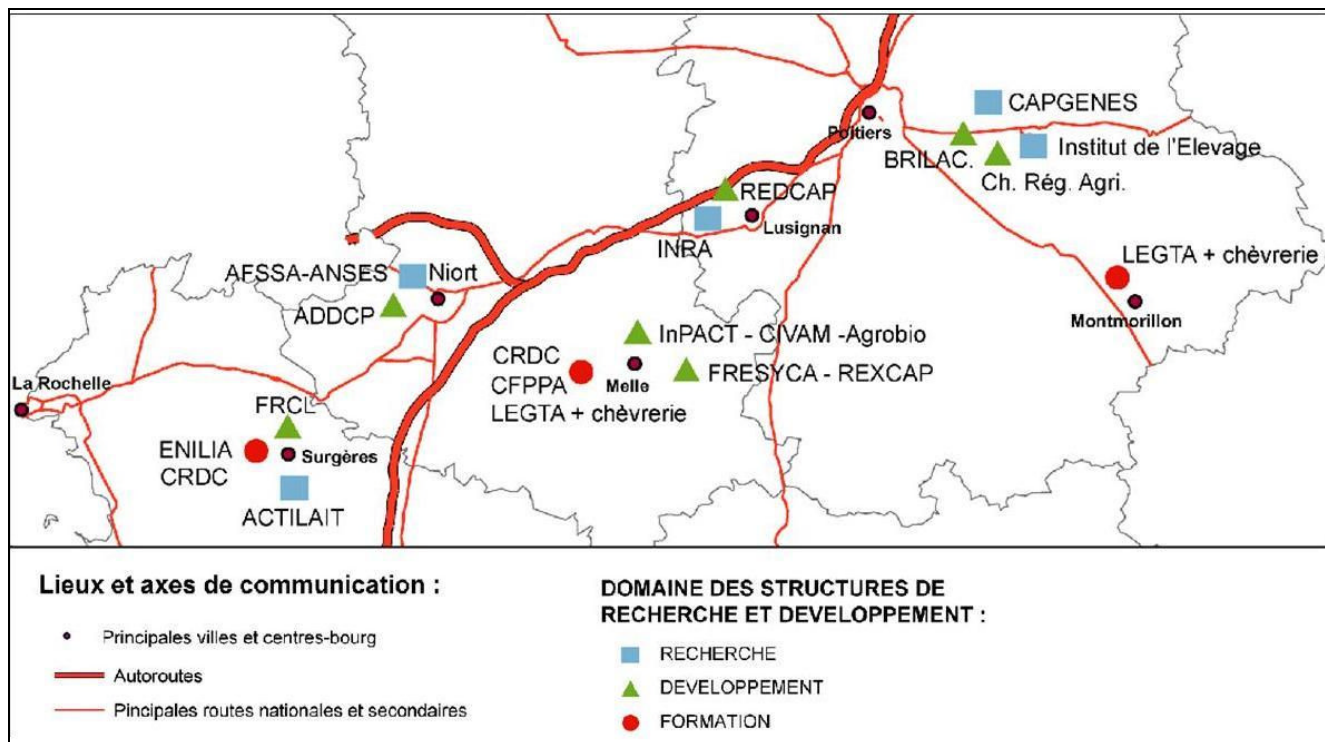 CAPGENES
Poitiers
BRILAC.
Institut de l'Elevage
Ch. Rég. Agri.
REDCAP
Lusignan
INRA
LEGTA + chèvrerie
Montmorillon
AFSSA-ANSES
Niort
ADDCP
InPACT - CIVAM -Agrobio
CRDC
CFPPA
Melle
FRESYCA - REXCAP
LEGTA + chèvrerie
La Rochelle
FRCL
ENILIA
CRDC
Surgères
ACTILAIT
Lieux et axes de communication :
Principales villes et centres-bourg
Autoroutes
Pincipales routes nationales et secondaires
DOMAINE DES STRUCTURES DE
RECHERCHE ET DEVELOPPEMENT :
RECHERCHE
DEVELOPPEMENT
FORMATION